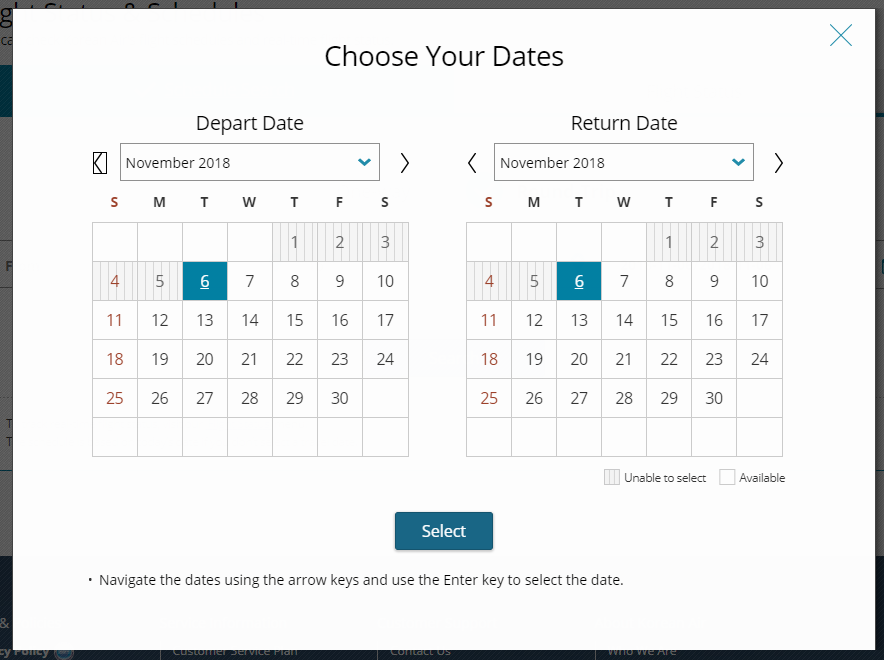 Choose Your Dates
Depart Date
November 2018
S M T W T F S
1 2 3
4 5 6 7 8 9 10
11 12 13 14 15 16 17
18 19 20 21 22 23 24
25 26 27 28 29 30
Return Date
November 2018
S M T W T F S
1 2 3
4 5 6 7 8 9 10
11 12 13 14 15 16 17
18 19 20 21 22 23 24
25 26 27 28 29 30
Unable to select Available
Select
• Navigate the dates using the arrow keys and use the Enter key to select the date.
Policy Customer Service Plan Contact Us Who We Are